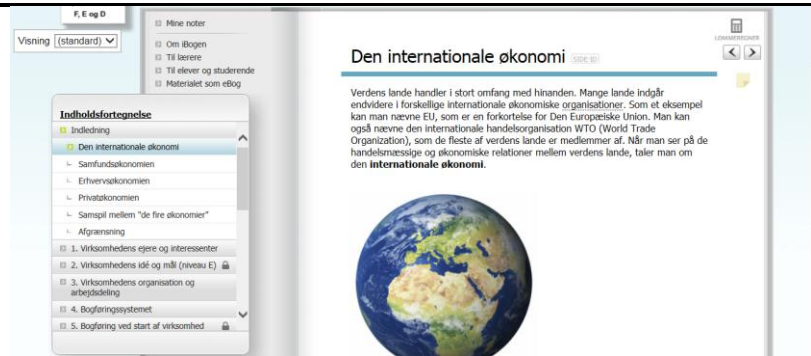 F, E og D
Visning (standard)
Mine noter
Om iBogen
Til lærere
Til elever og studerende
Materialet som eBog
Indholdsfortegnelse
Indledning
Den internationale økonomi
Samfundsøkonomien
Erhvervsøkonomien
Privatøkonomien
Samspil mellem "de fire økonomier"
Afgrænsning
1. Virksomhedens ejere og interessenter
2. Virksomhedens idé og mål (niveau E)
3. Virksomhedens organisation og
arbejdsdeling
4. Bogføringssystemet
5. Bogføring ved start af virksomhed
LOMMEREGNER
Den internationale økonomi
SIDE ID
Verdens lande handler i stort omfang med hinanden. Mange lande indgår
endvidere i forskellige internationale økonomiske organisationer. Som et eksempel
kan man nævne EU, som er en forkortelse for Den Europæiske Union. Man kan
også nævne den internationale handelsorganisation WTO (World Trade
Organization), som de fleste af verdens lande er medlemmer af. Når man ser på de
handelsmæssige og økonomiske relationer mellem verdens lande, taler man om
den internationale økonomi.